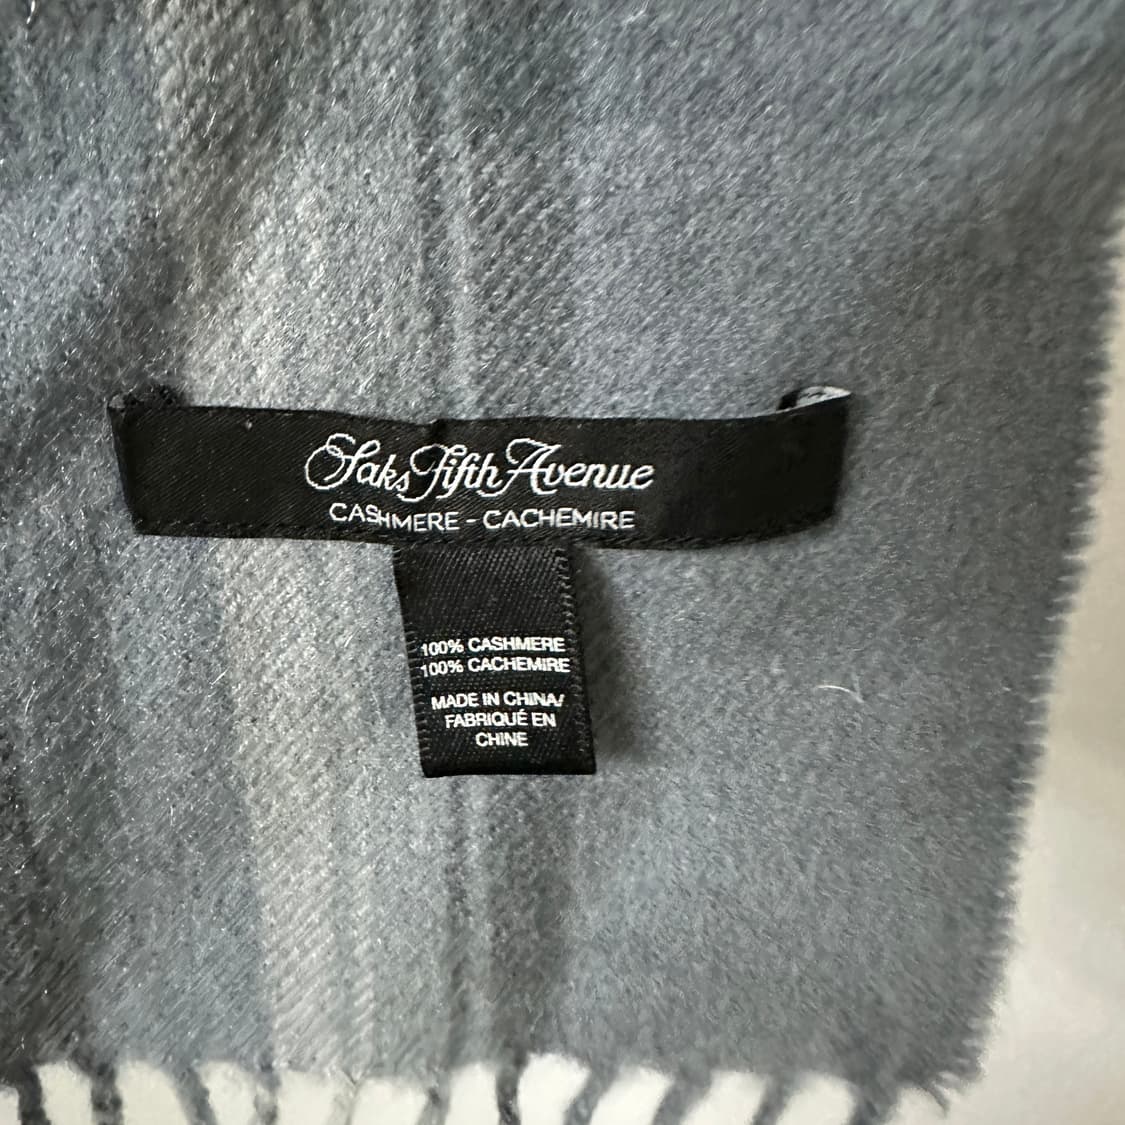 Saks Fifth Avenue
CASHMERE - CACHEMIRE
100% CASHMERE
100% CACHEMIRE
MADE IN CHINA/
FABRIQUÉ EN
CHINE